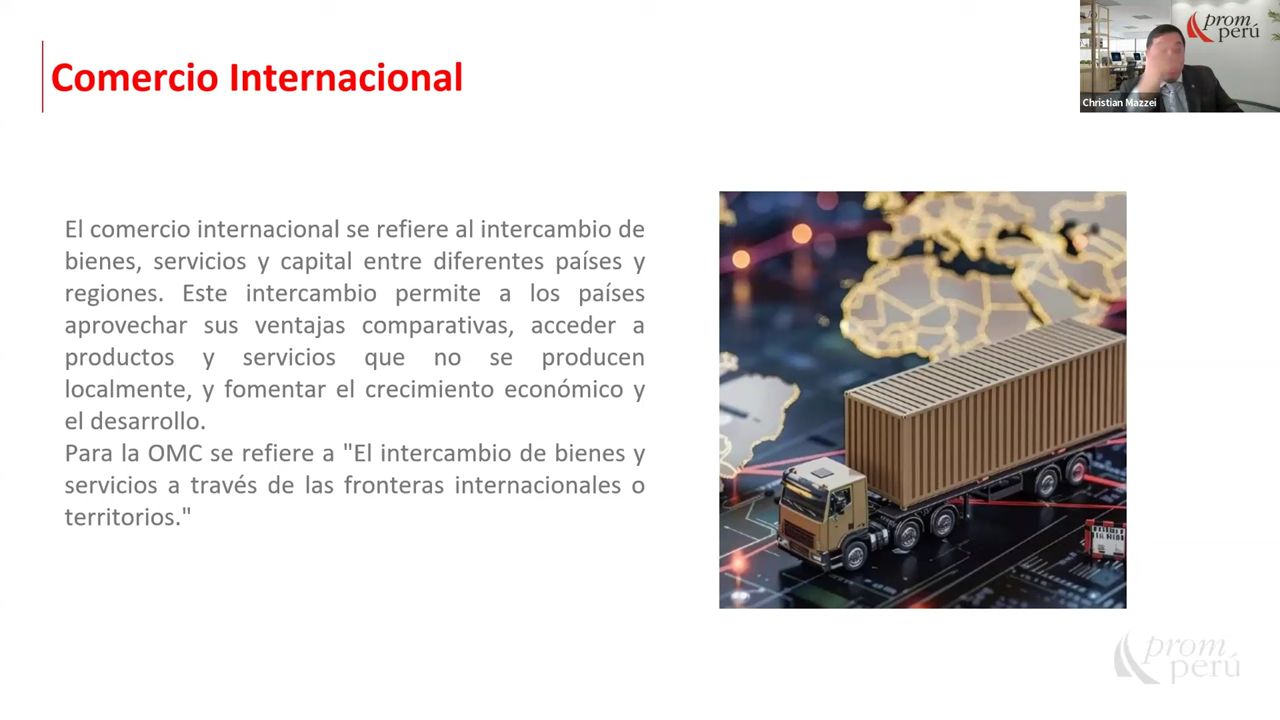 Comercio Internacional
prom
perú
Christian Mazzei
El comercio internacional se refiere al intercambio de
bienes, servicios y capital entre diferentes países y
regiones. Este intercambio permite a los países
aprovechar sus ventajas comparativas, acceder a
productos y servicios que no se producen
localmente, y fomentar el crecimiento económico y
el desarrollo.
Para la OMC se refiere a "El intercambio de bienes y
servicios a través de las fronteras internacionales o
territorios."
prom
perú